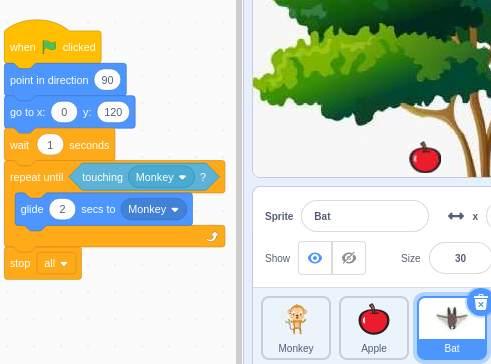 when clicked
point in direction 90
go to x: 0 y: 120
wait 1 seconds
repeat until touching Monkey ?
glide 2 secs to Monkey
stop all
Sprite Bat x
Show Size 30
Monkey Apple Bat